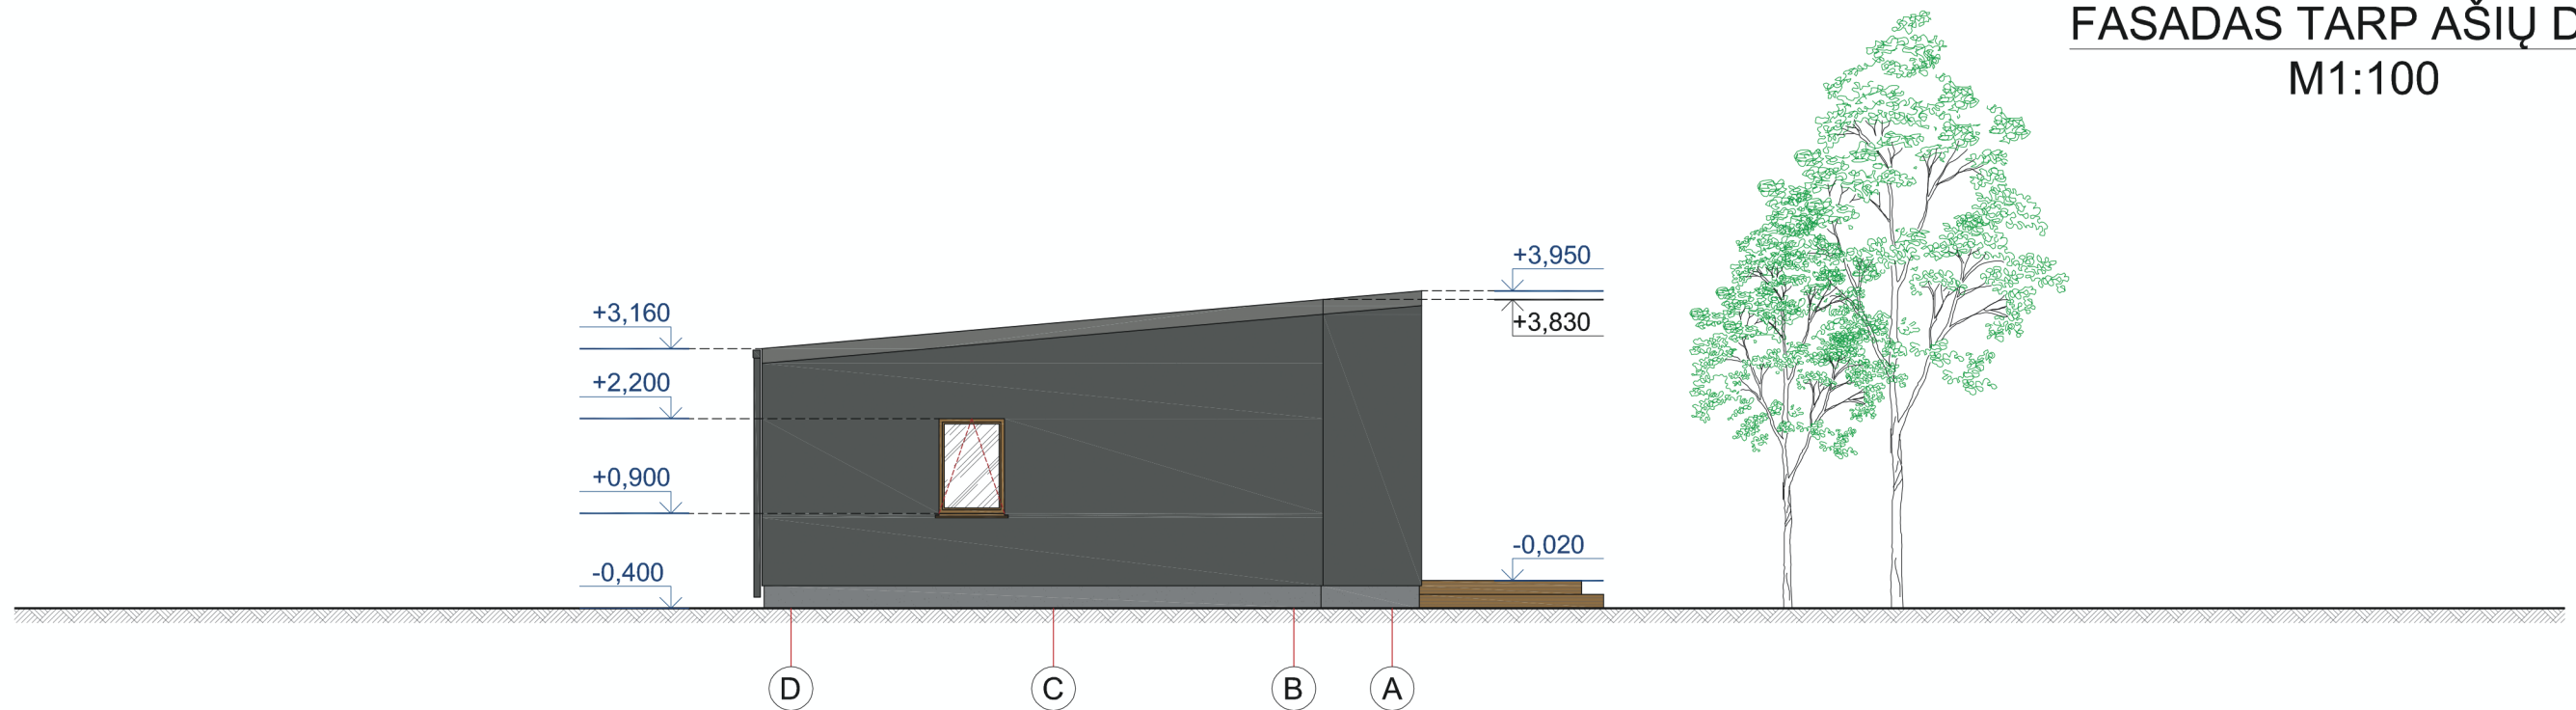 FASADAS TARP AŠIŲ D
M1:100
+3,950
+3,160
+3,830
+2,200
+0,900
-0,020
-0,400
D C B A